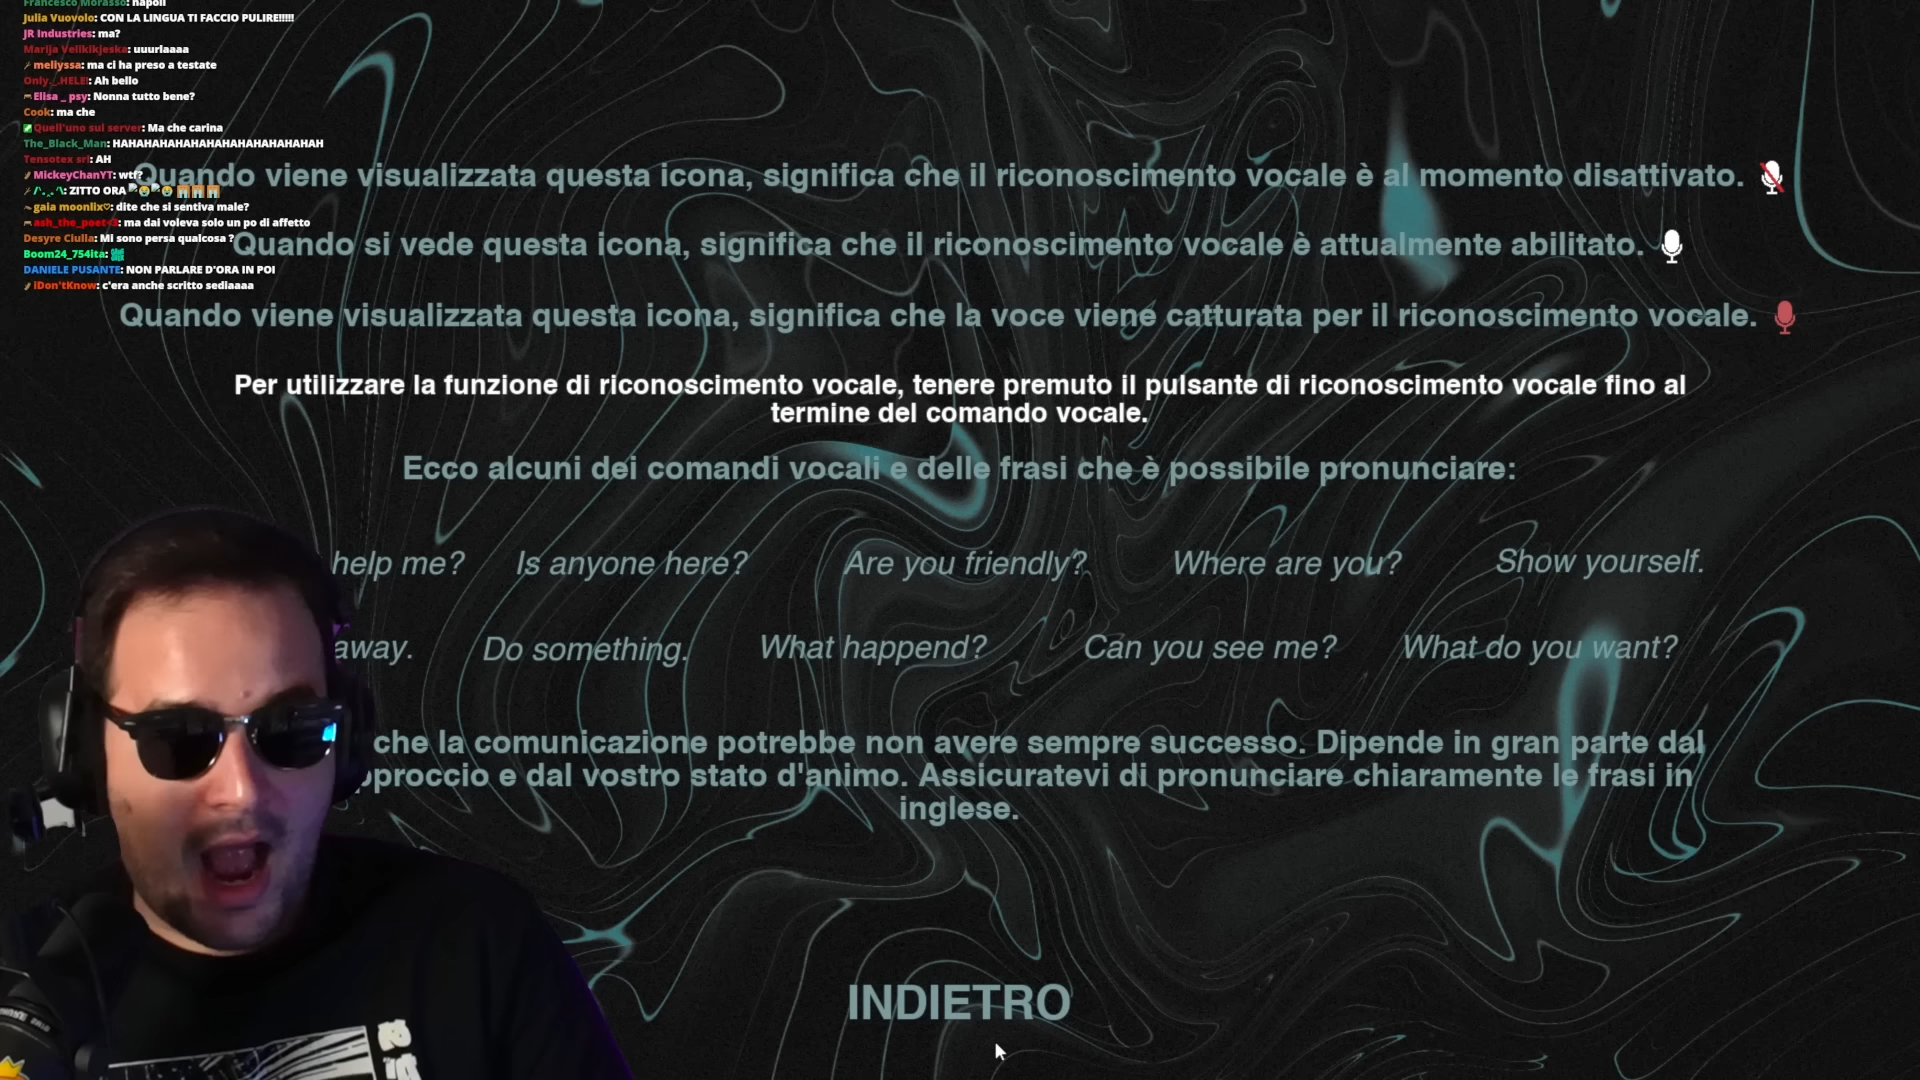 Francesco Morasso: napoli
Julia Vuovolo: CON LA LINGUA TI FACCIO PULIRE!!!!!
JR Industries: ma?
Marija Velikikjeska: uuurlaaaa
mellyssa: ma ci ha preso a testate
Only__HELE!: Ah bello
Elisa _ psy: Nonna tutto bene?
Cook: ma che
Quell'uno sul server: Ma che carina
The_Black_Man: HAHAHAHAHAHAHAHAHAHAHAHAHAH
Tensotex srl: AH
MickeyChanYT: wtf?
ZITTO ORA
gaia moonlix♡: dite che si sentiva male?
ash_the_poet<3: ma dai voleva solo un po di affetto
Desyre Ciulla: Mi sono persa qualcosa ?
Boom24_754ita:
DANIELE PUSANTE: NON PARLARE D'ORA IN POI
iDon'tKnow: c'era anche scritto sediaaaa
Quando viene visualizzata questa icona, significa che il riconoscimento vocale è al momento disattivato.
Quando si vede questa icona, significa che il riconoscimento vocale è attualmente abilitato.
Quando viene visualizzata questa icona, significa che la voce viene catturata per il riconoscimento vocale.
Per utilizzare la funzione di riconoscimento vocale, tenere premuto il pulsante di riconoscimento vocale fino al
termine del comando vocale.
Ecco alcuni dei comandi vocali e delle frasi che è possibile pronunciare:
help me? Is anyone here? Are you friendly? Where are you? Show yourself.
away. Do something. What happend? Can you see me? What do you want?
che la comunicazione potrebbe non avere sempre successo. Dipende in gran parte dal
pproccio e dal vostro stato d'animo. Assicuratevi di pronunciare chiaramente le frasi in
inglese.
INDIETRO